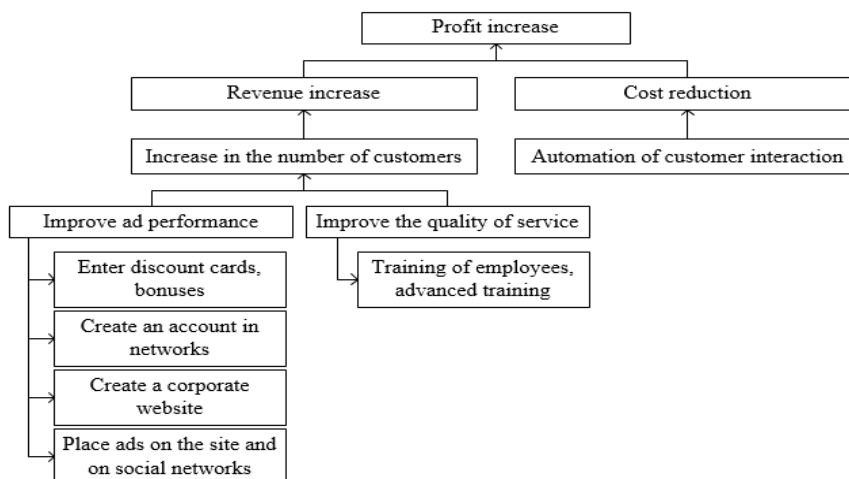 Profit increase
Revenue increase
Cost reduction
Increase in the number of customers
Automation of customer interaction
Improve ad performance
Improve the quality of service
Enter discount cards,
bonuses
Training of employees,
advanced training
Create an account in
networks
Create a corporate
website
Place ads on the site and
on social networks